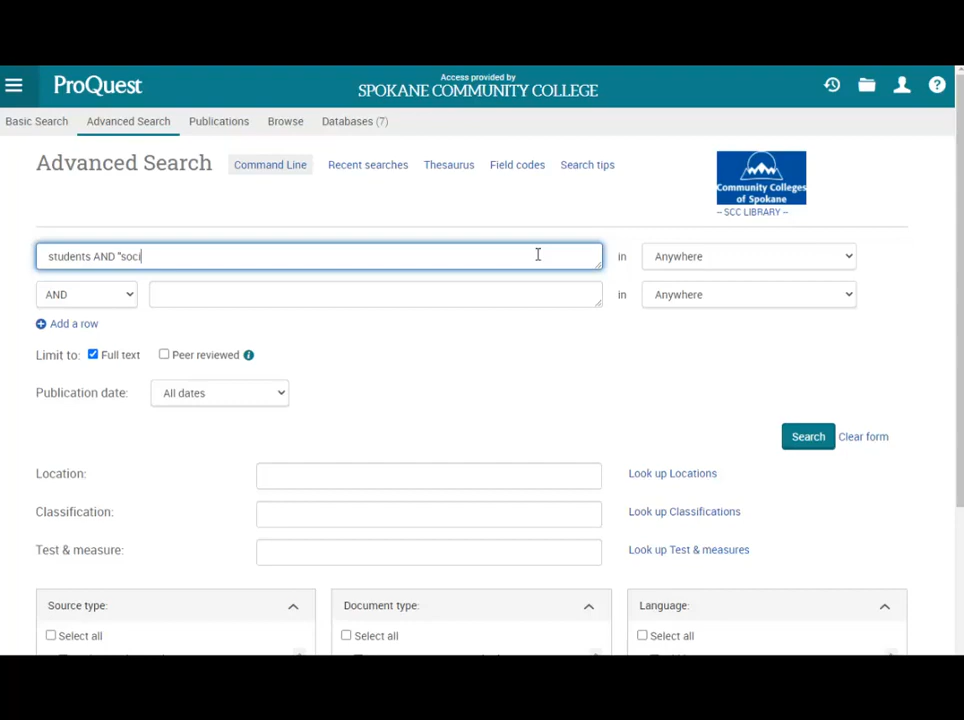 ProQuest
Access provided by
SPOKANE COMMUNITY COLLEGE
Basic Search Advanced Search Publications Browse Databases (7)
Advanced Search Command Line Recent searches Thesaurus Field codes Search tips
Community Colleges
of Spokane
-- SCC LIBRARY --
students AND "soci in Anywhere
AND in Anywhere
Add a row
Limit to: Full text Peer reviewed
Publication date: All dates
Search Clear form
Location: Look up Locations
Classification: Look up Classifications
Test & measure: Look up Test & measures
Source type: Document type: Language:
Select all Select all Select all